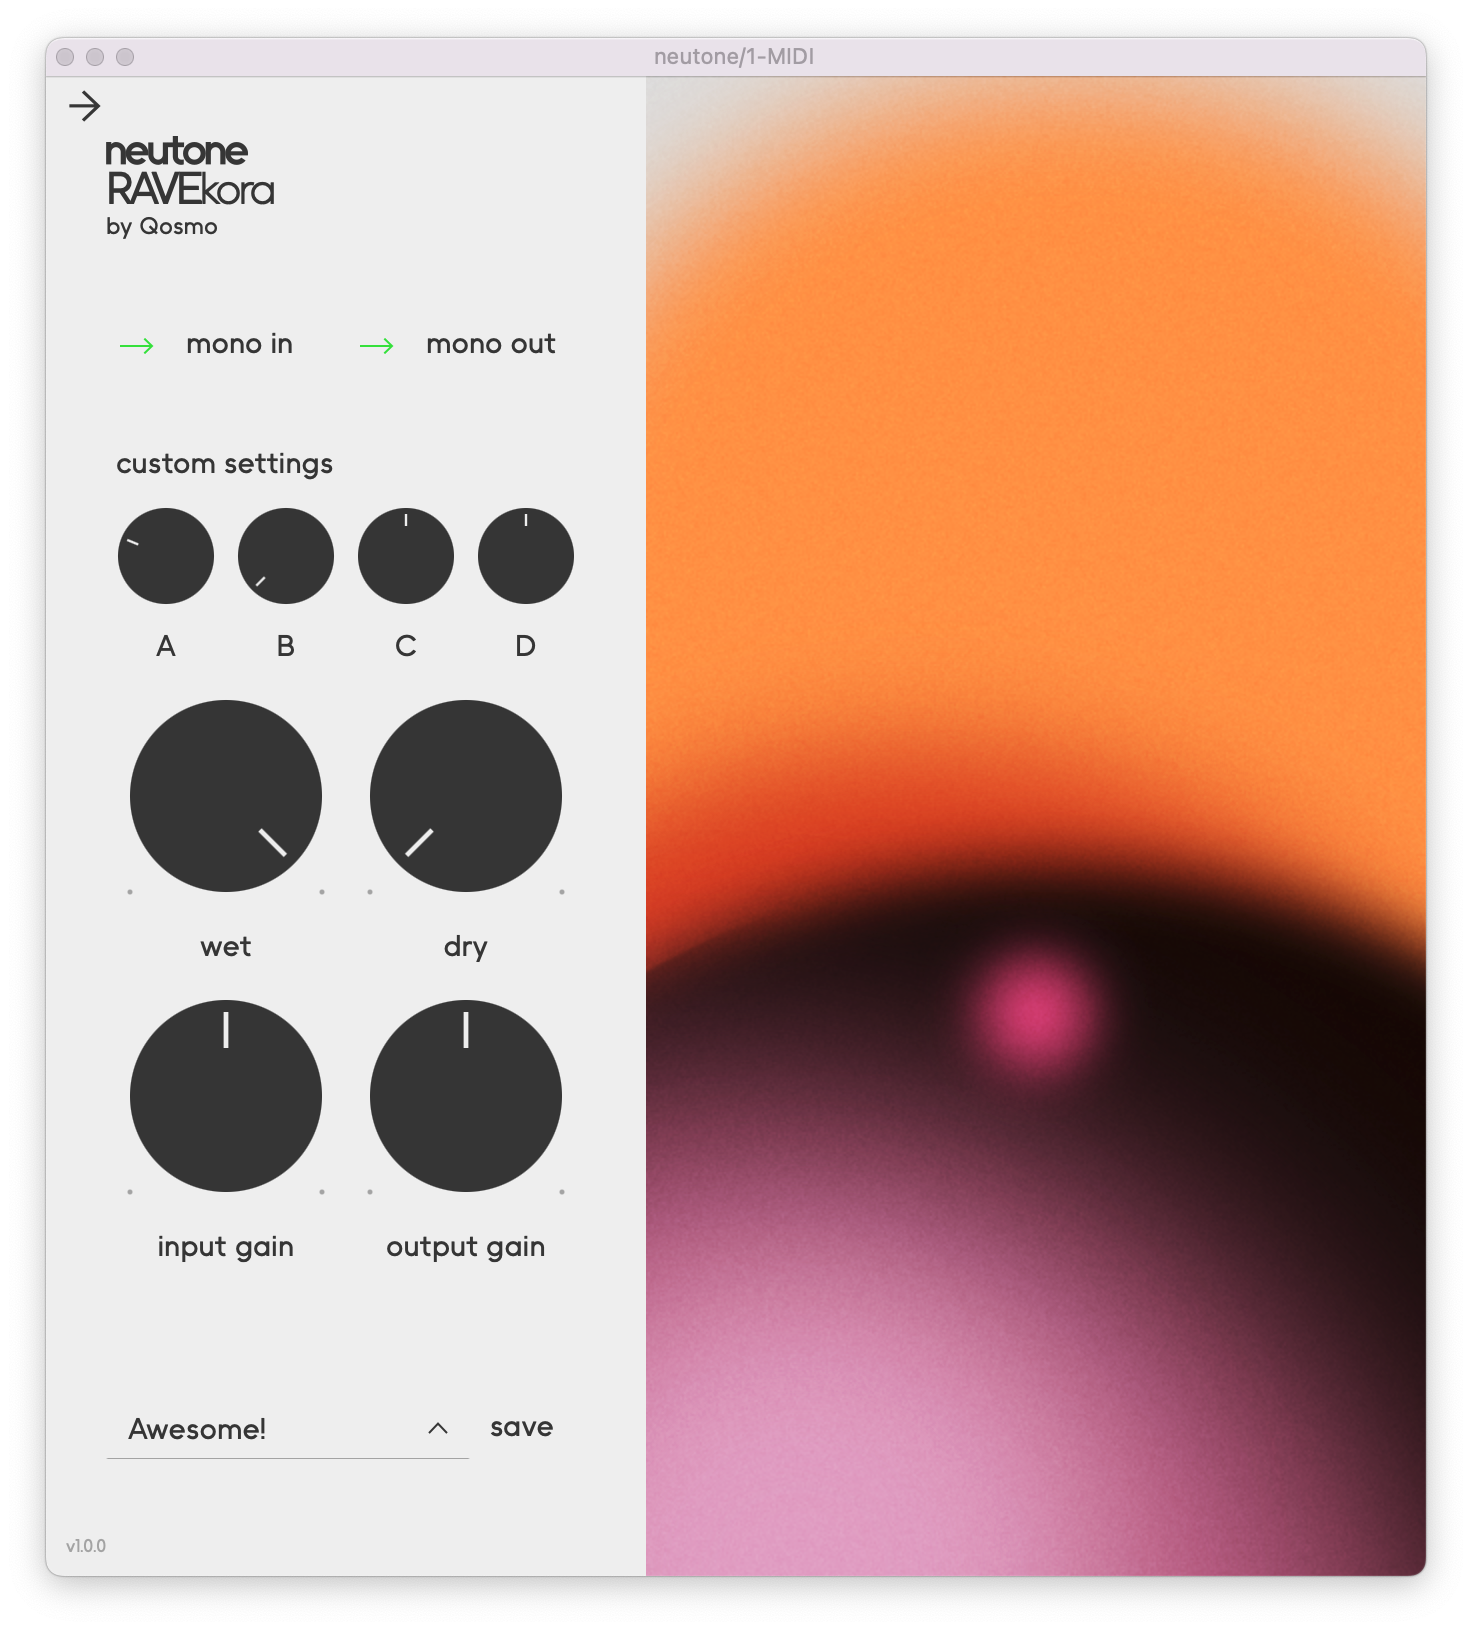 neutone/1-MIDI
neutone
RAVEkora
by Qosmo
mono in
mono out
custom settings
A B C D
wet dry
input gain output gain
Awesome!
save
v1.0.0